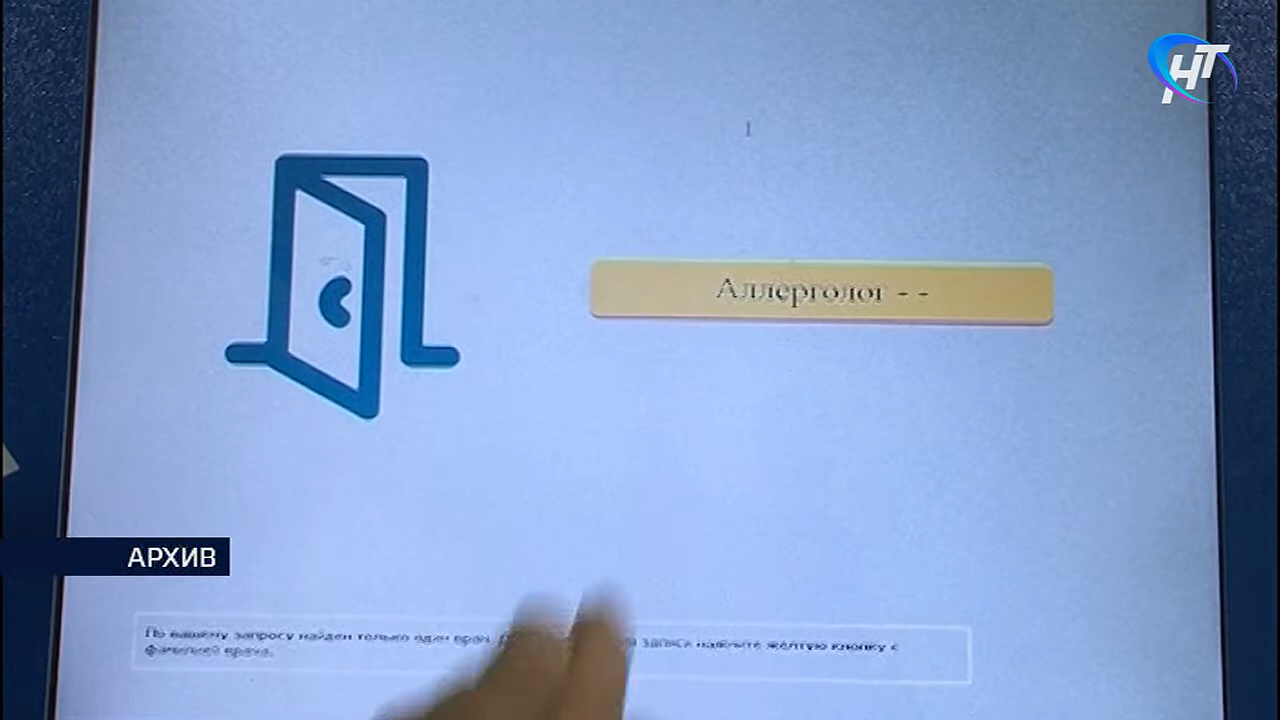 НТ
Аллерголог - -
АРХИВ
По вашему запросу найден только один врач. записи нажмите желтую кнопку с
фамилией врача.